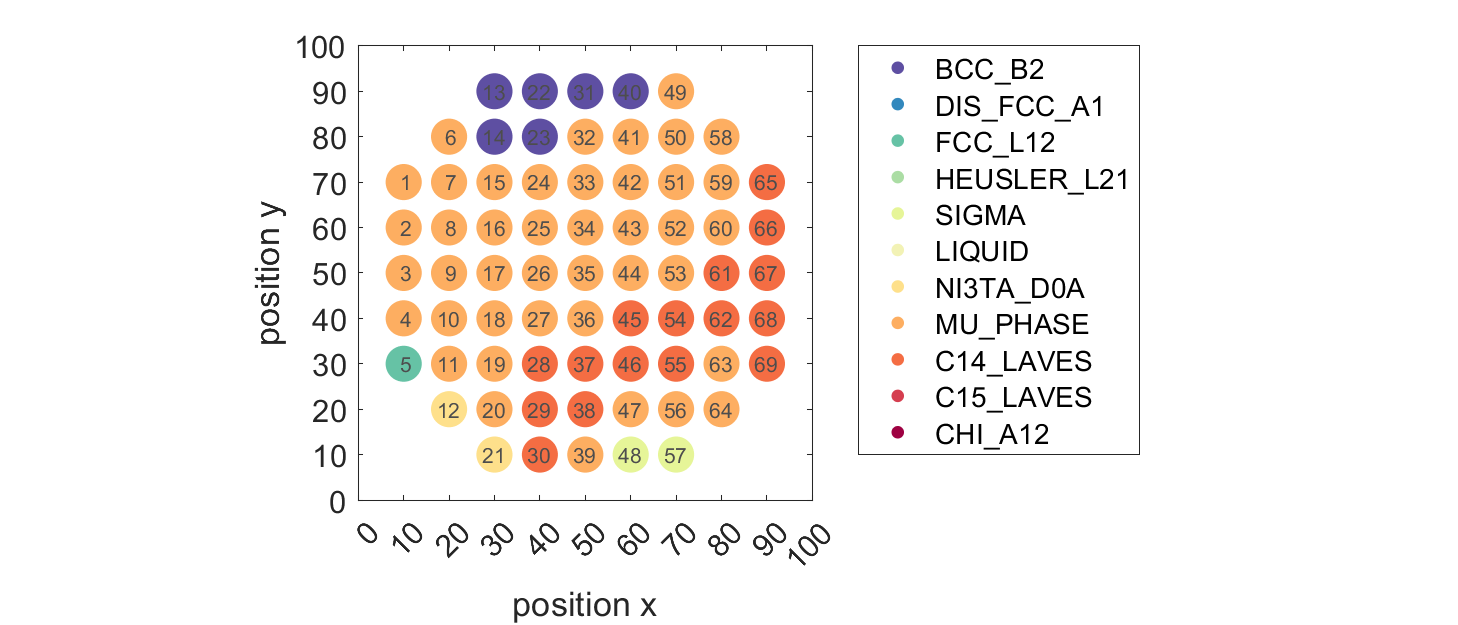 100
90 13 22 31 40 49
80 6 14 23 32 41 50 58
70 1 7 15 24 33 42 51 59 65
60 2 8 16 25 34 43 52 60 66
50 3 9 17 26 35 44 53 61 67
40 4 10 18 27 36 45 54 62 68
30 5 11 19 28 37 46 55 63 69
20 12 20 29 38 47 56 64
10 21 30 39 48 57
0
0 10 20 30 40 50 60 70 80 90 100
position x
position y
BCC_B2
DIS_FCC_A1
FCC_L12
HEUSLER_L21
SIGMA
LIQUID
NI3TA_D0A
MU_PHASE
C14_LAVES
C15_LAVES
CHI_A12